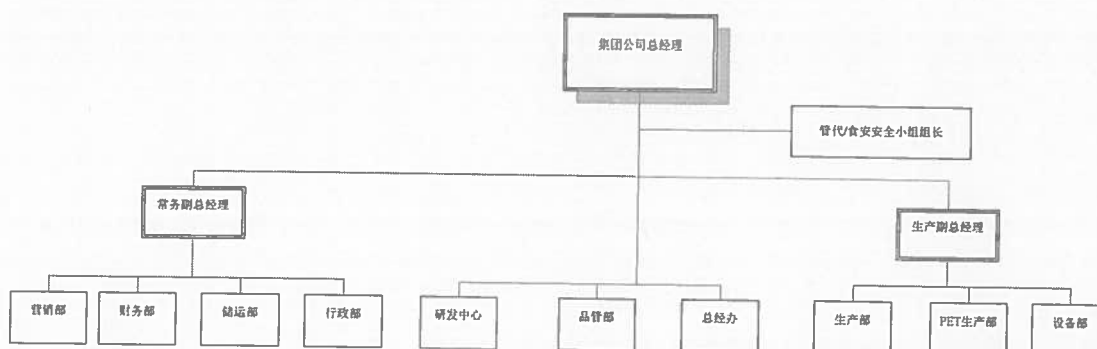 集团公司总经理
管代/食安安全小组组长
常务副总经理
生产副总经理
营销部
财务部
储运部
行政部
研发中心
品管部
总经办
生产部
PET生产部
设备部